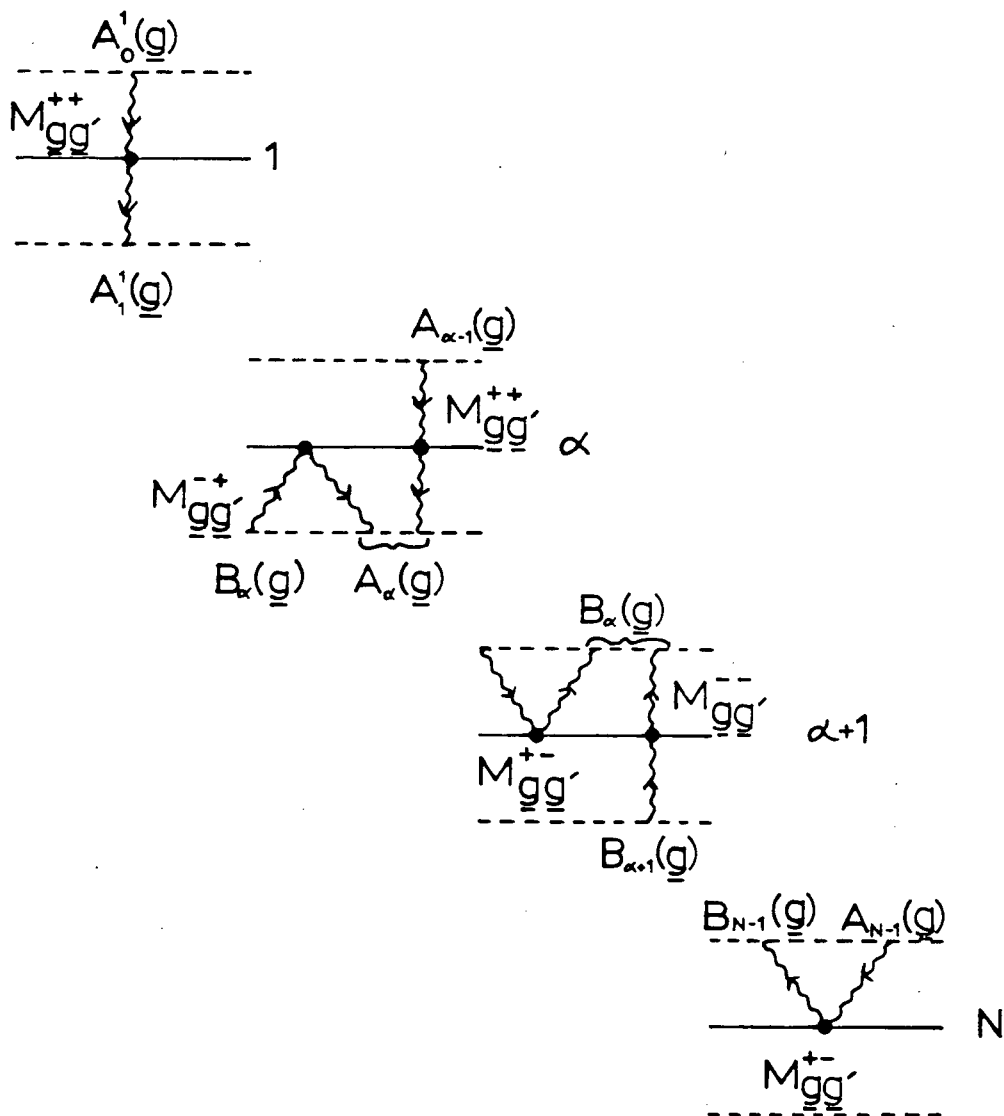 A¹₀(g)
M⁺⁺gg′
1
A¹₁(g)
Aα-1(g)
M⁺⁺gg′
α
M⁻⁺gg′
Bα(g) Aα(g)
Bα(g)
M⁻⁻gg′
α+1
M⁺⁻gg′
Bα+1(g)
BN-1(g) AN-1(g)
N
M⁺⁻gg′